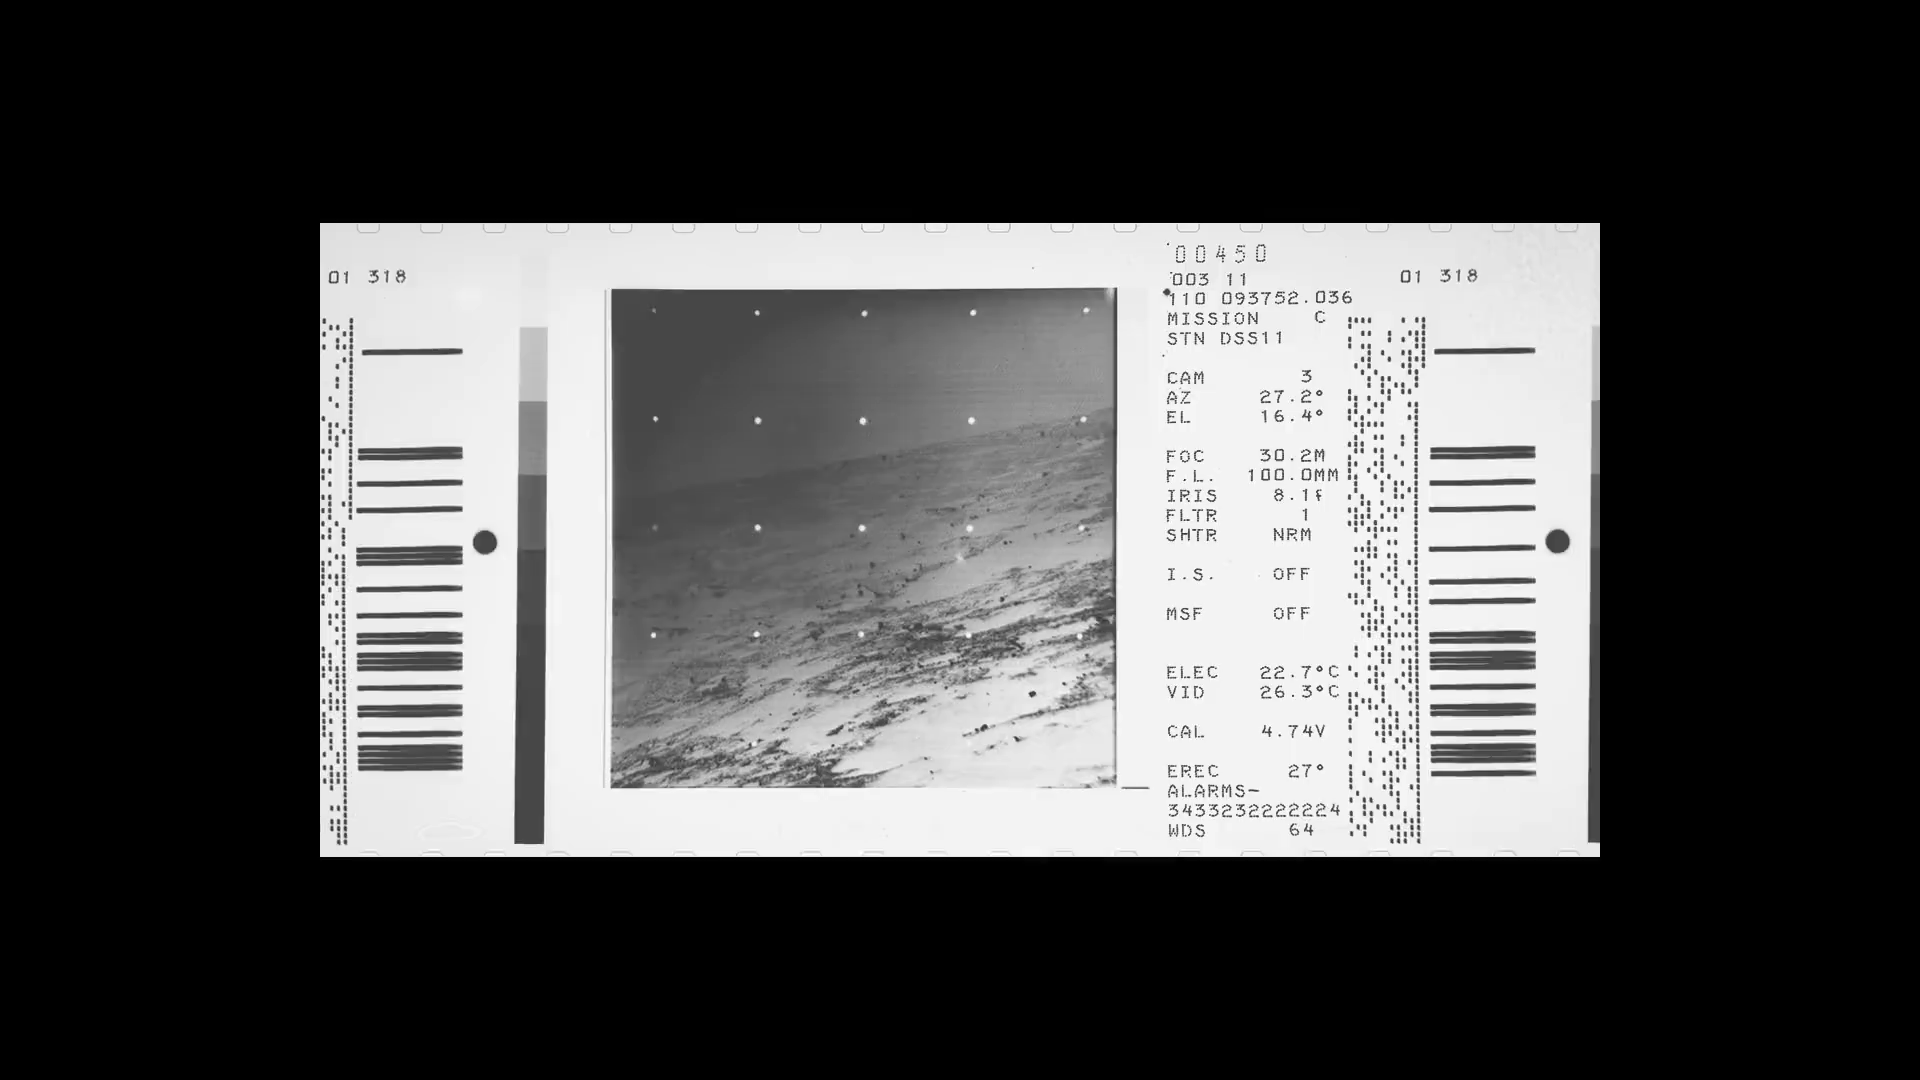 00450
01 318
003 11
01 318
110 093752.036
MISSION C
STN DSS11
CAM 3
AZ 27.2°
EL 16.4°
FOC 30.2M
F.L. 100.0MM
IRIS 8.1f
FLTR 1
SHTR NRM
I.S. OFF
MSF OFF
ELEC 22.7°C
VID 26.3°C
CAL 4.74V
EREC 27°
ALARMS-
3433232222224
WDS 64